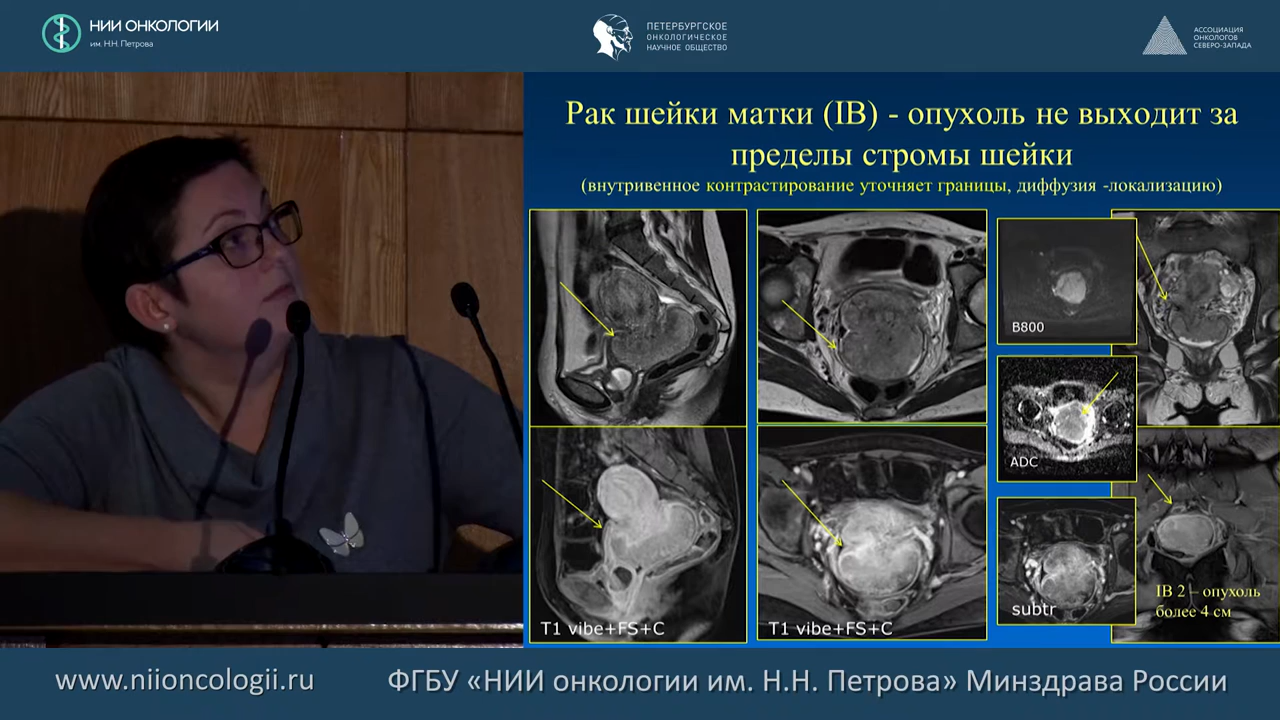 НИИ ОНКОЛОГИИ
им. Н.Н. Петрова
ПЕТЕРБУРГСКОЕ
ОНКОЛОГИЧЕСКОЕ
НАУЧНОЕ ОБЩЕСТВО
АССОЦИАЦИЯ
ОНКОЛОГОВ
СЕВЕРО-ЗАПАДА
Рак шейки матки (IB) - опухоль не выходит за
пределы стромы шейки
(внутривенное контрастирование уточняет границы, диффузия -локализацию)
B800
ADC
subtr
T1 vibe+FS+C
T1 vibe+FS+C
IB 2 – опухоль
более 4 см
www.niioncologii.ru
ФГБУ «НИИ онкологии им. Н.Н. Петрова» Минздрава России